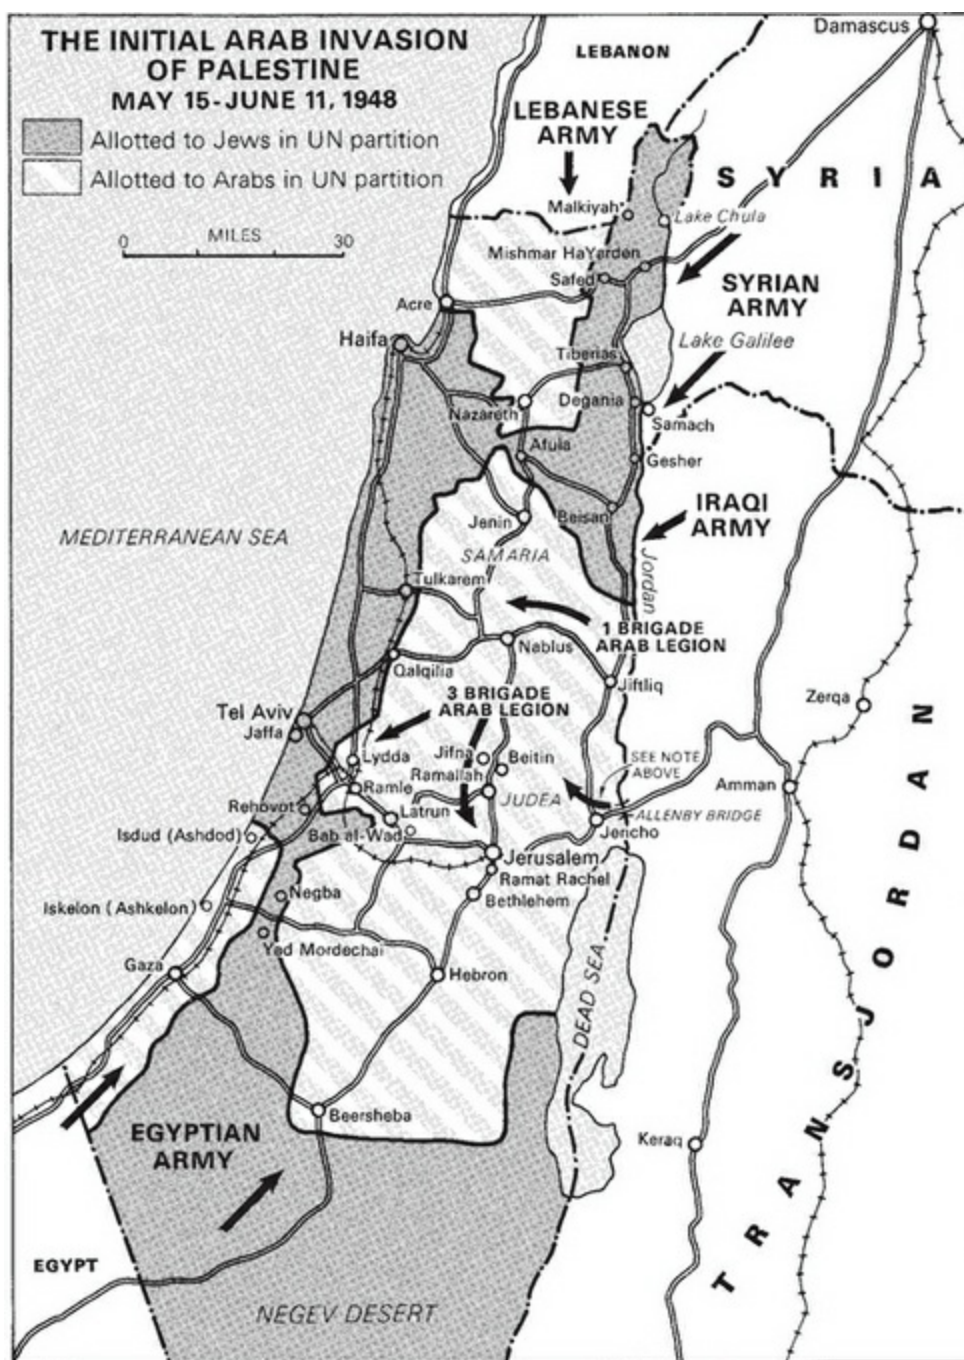 THE INITIAL ARAB INVASION
OF PALESTINE
MAY 15-JUNE 11, 1948
Allotted to Jews in UN partition
Allotted to Arabs in UN partition
0 MILES 30
Damascus
LEBANON
LEBANESE
ARMY
SYRIA
Malkiyah
Lake Chula
Mishmar HaYarden
Safed
SYRIAN
ARMY
Acre
Haifa
Lake Galilee
Tiberias
Nazareth
Degania
Samach
Afula
Gesher
IRAQI
ARMY
Jenin
Beisan
MEDITERRANEAN SEA
SAMARIA
Jordan
Tulkarem
1 BRIGADE
ARAB LEGION
Nablus
Qalqilia
Jiftliq
3 BRIGADE
ARAB LEGION
Zerqa
Tel Aviv
Jaffa
Lydda
Jifna
Beitin
SEE NOTE
ABOVE
Ramallah
Ramle
JUDEA
Amman
Rehovot
Latrun
ALLENBY BRIDGE
Isdud (Ashdod)
Bab al-Wad
Jericho
Jerusalem
Ramat Rachel
Negba
Bethlehem
Iskelon (Ashkelon)
Yad Mordechai
Gaza
Hebron
DEAD SEA
TRANSJORDAN
Beersheba
EGYPTIAN
ARMY
Keraq
EGYPT
NEGEV DESERT